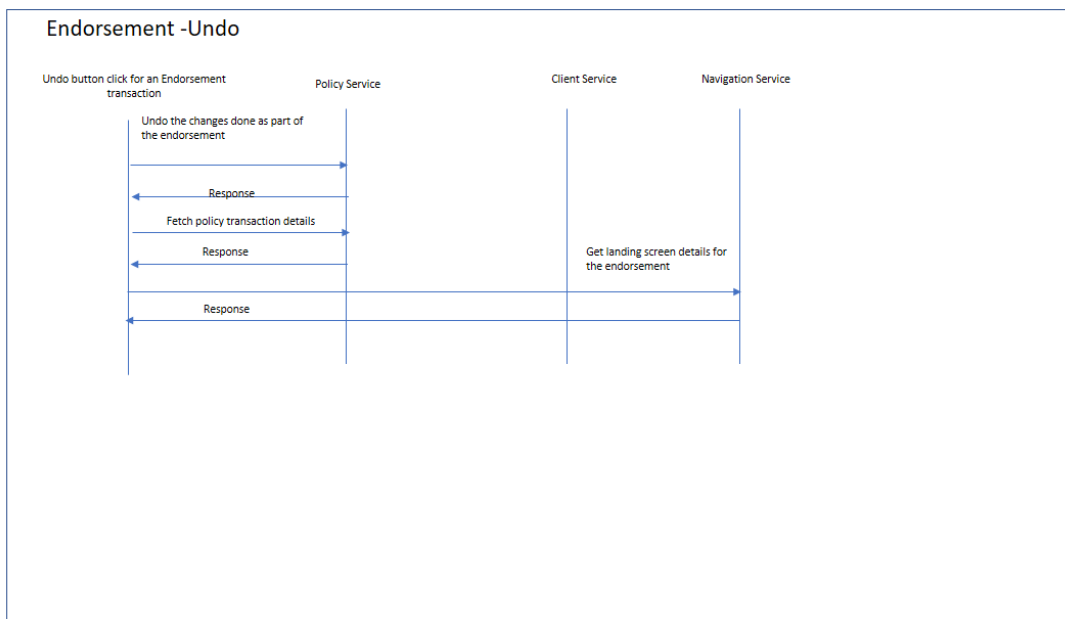 Endorsement -Undo
Undo button click for an Endorsement
transaction
Policy Service
Client Service
Navigation Service
Undo the changes done as part of
the endorsement
Response
Fetch policy transaction details
Response
Get landing screen details for
the endorsement
Response